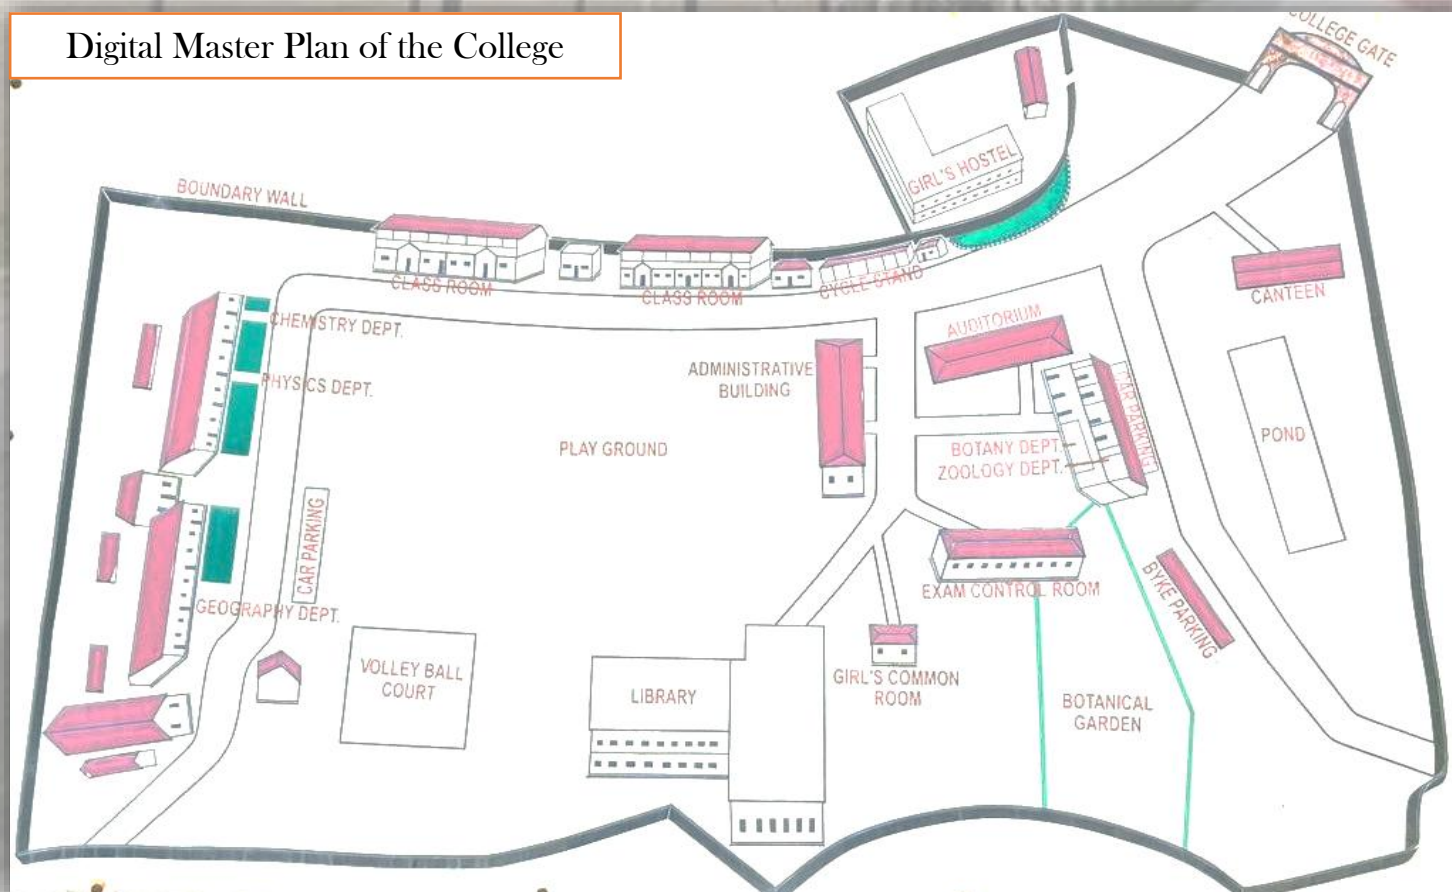 Digital Master Plan of the College
COLLEGE GATE
GIRL'S HOSTEL
BOUNDARY WALL
CLASS ROOM
CLASS ROOM
CYCLE STAND
CANTEEN
CHEMISTRY DEPT.
AUDITORIUM
ADMINISTRATIVE
BUILDING
PHYSICS DEPT.
CAR PARKING
PLAY GROUND
BOTANY DEPT.
ZOOLOGY DEPT.
POND
CAR PARKING
EXAM CONTROL ROOM
BYKE PARKING
GEOGRAPHY DEPT.
VOLLEY BALL
COURT
LIBRARY
GIRL'S COMMON
ROOM
BOTANICAL
GARDEN